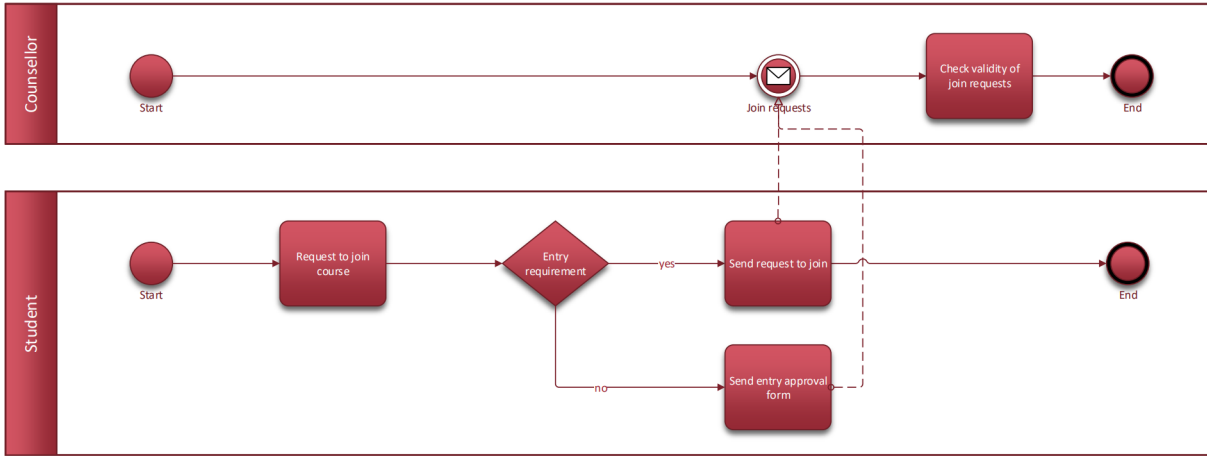 Counsellor
Start
Join requests
Check validity of
join requests
End
Student
Start
Request to join
course
Entry
requirement
yes
Send request to join
End
no
Send entry approval
form